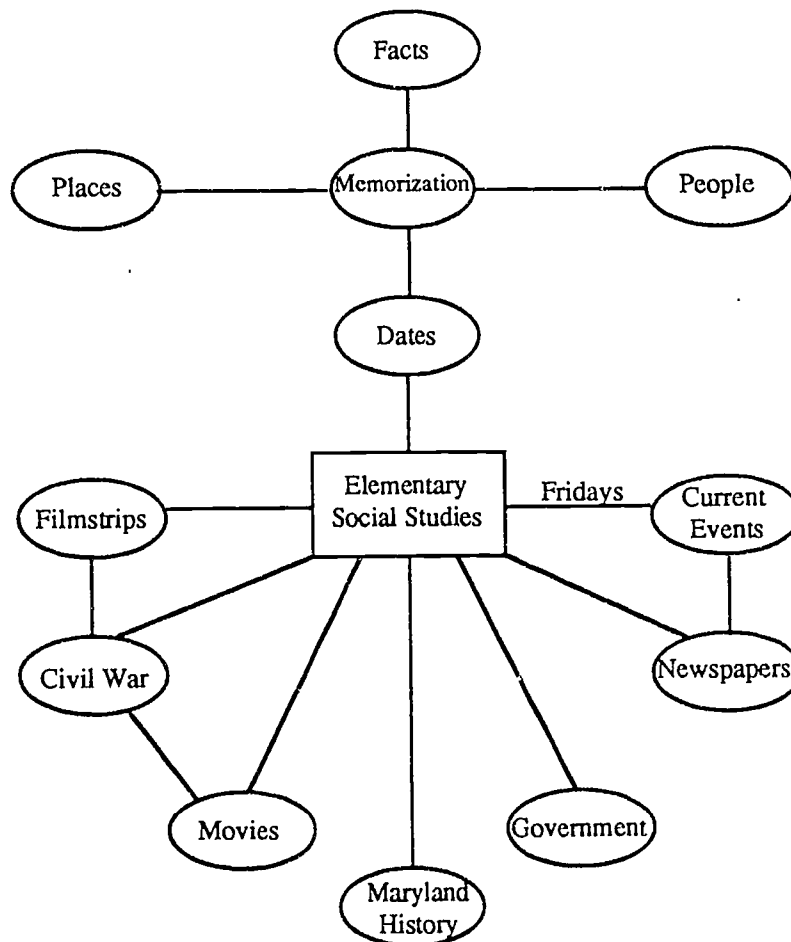 Facts
Places
Memorization
People
Dates
Elementary
Social Studies
Fridays
Current
Events
Filmstrips
Civil War
Newspapers
Movies
Government
Maryland
History